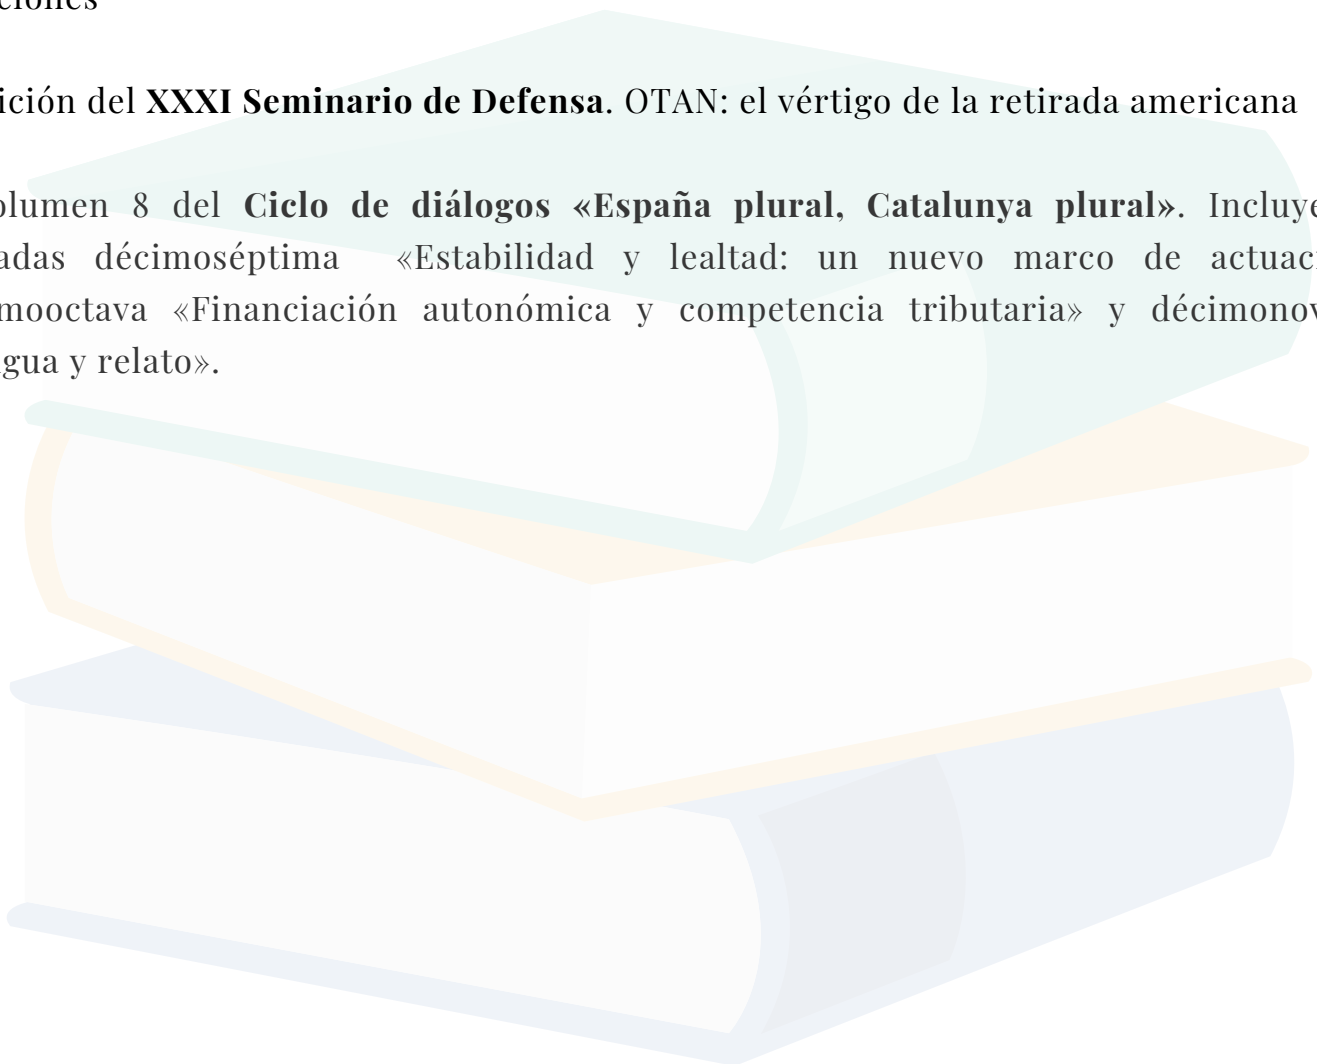 ciones
ición del XXXI Seminario de Defensa. OTAN: el vértigo de la retirada americana
olumen 8 del Ciclo de diálogos «España plural, Catalunya plural». Incluye
adas décimoséptima «Estabilidad y lealtad: un nuevo marco de actuaci
mooctava «Financiación autonómica y competencia tributaria» y décimonov
gua y relato».